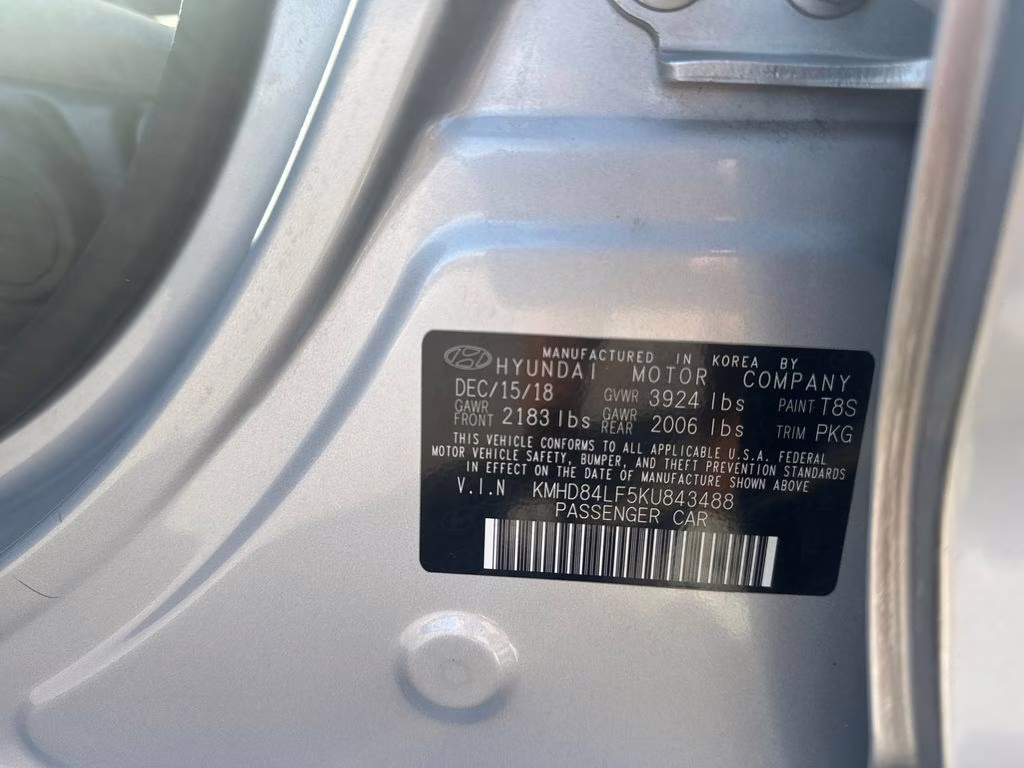 MANUFACTURED IN KOREA BY
HYUNDAI MOTOR COMPANY
DEC/15/18 GVWR 3924 lbs PAINT T8S
GAWR FRONT 2183 lbs GAWR REAR 2006 lbs TRIM PKG
THIS VEHICLE CONFORMS TO ALL APPLICABLE U.S.A. FEDERAL
MOTOR VEHICLE SAFETY, BUMPER, AND THEFT PREVENTION STANDARDS
IN EFFECT ON THE DATE OF MANUFACTURE SHOWN ABOVE
V.I.N KMHD84LF5KU843488
PASSENGER CAR